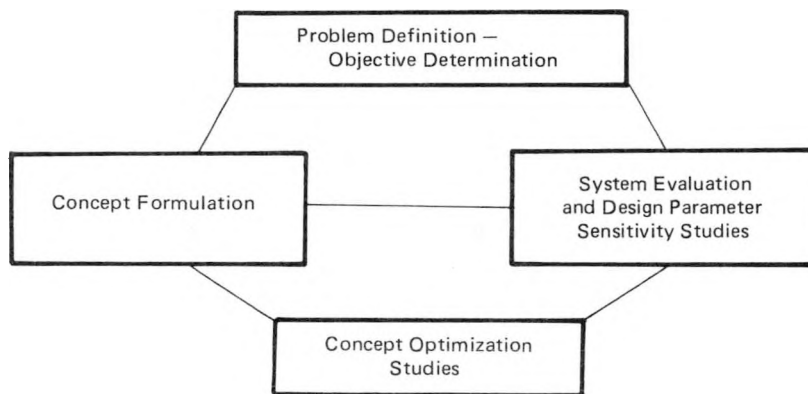 Problem Definition —
Objective Determination
Concept Formulation
System Evaluation
and Design Parameter
Sensitivity Studies
Concept Optimization
Studies